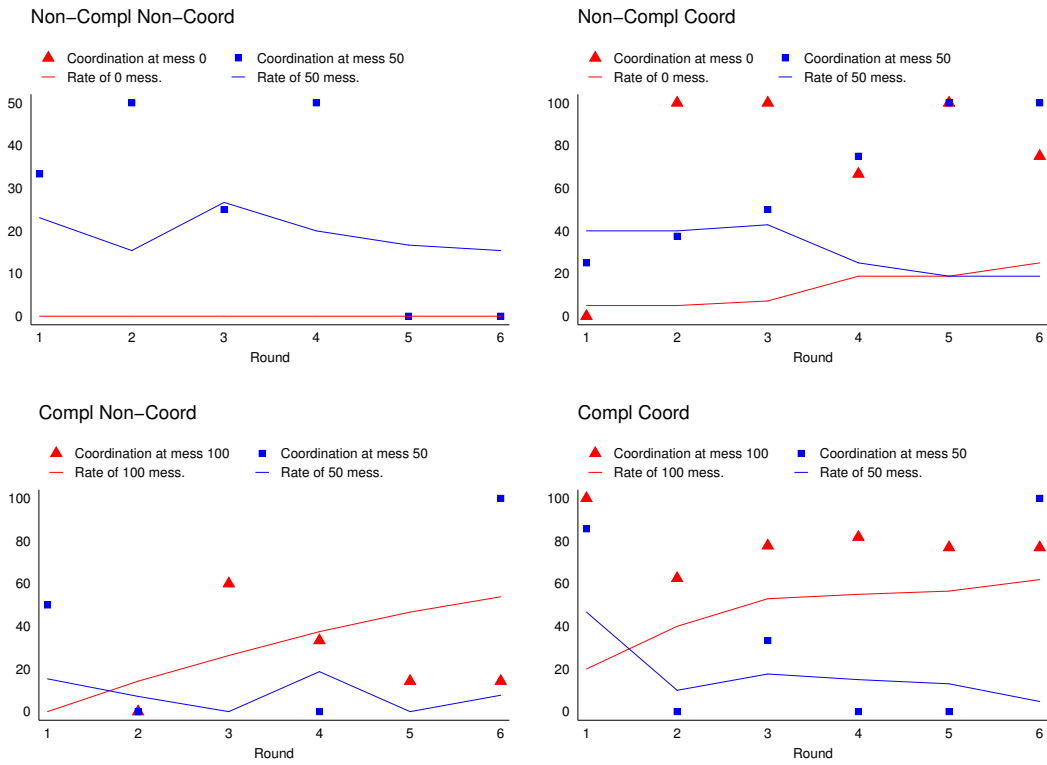 Non−Compl Non−Coord
Coordination at mess 0 Coordination at mess 50
Rate of 0 mess. Rate of 50 mess.
50
40
30
20
10
0
1 2 3 4 5 6
Round
Non−Compl Coord
Coordination at mess 0 Coordination at mess 50
Rate of 0 mess. Rate of 50 mess.
100
80
60
40
20
0
1 2 3 4 5 6
Round
Compl Non−Coord
Coordination at mess 100 Coordination at mess 50
Rate of 100 mess. Rate of 50 mess.
100
80
60
40
20
0
1 2 3 4 5 6
Round
Compl Coord
Coordination at mess 100 Coordination at mess 50
Rate of 100 mess. Rate of 50 mess.
100
80
60
40
20
0
1 2 3 4 5 6
Round